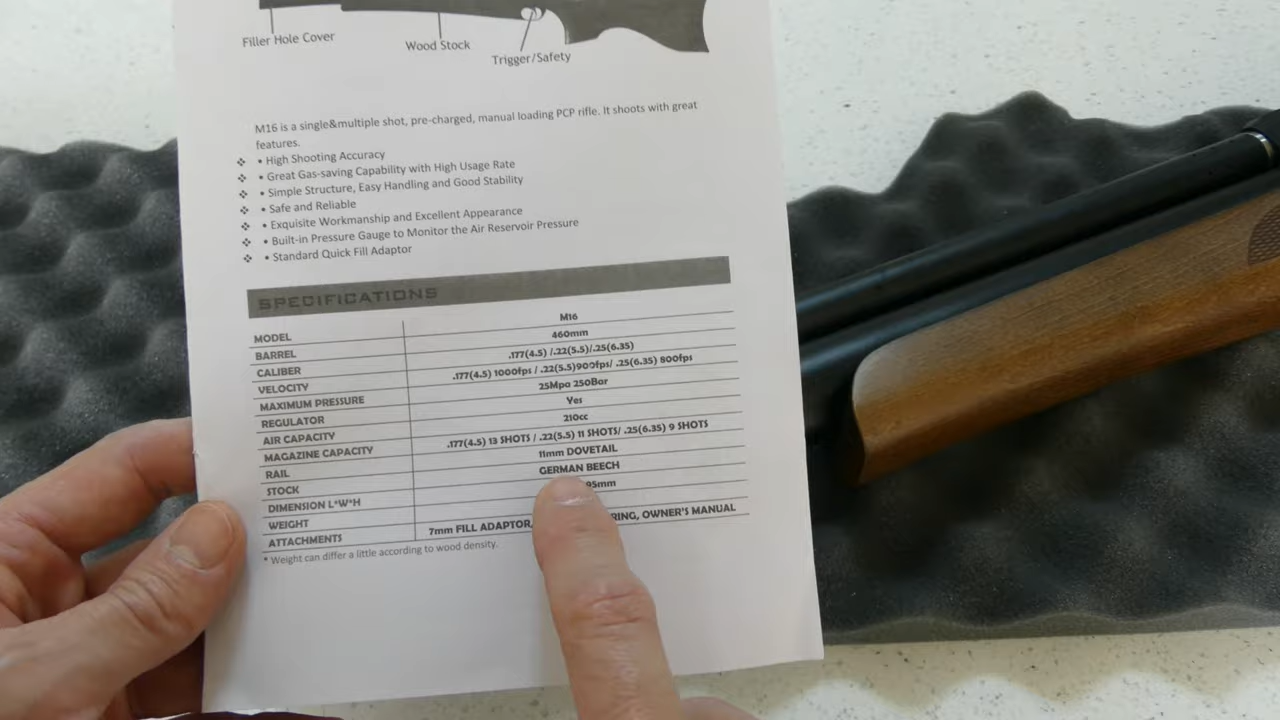 Filler Hole Cover
Wood Stock
Trigger/Safety
M16 is a single&multiple shot, pre-charged, manual loading PCP rifle. It shoots with great
features.
❖ • High Shooting Accuracy
❖ • Great Gas-saving Capability with High Usage Rate
❖ • Simple Structure, Easy Handling and Good Stability
❖ • Safe and Reliable
❖ • Exquisite Workmanship and Excellent Appearance
❖ • Built-in Pressure Gauge to Monitor the Air Reservoir Pressure
❖ • Standard Quick Fill Adaptor
SPECIFICATIONS
MODEL M16
BARREL 460mm
CALIBER .177(4.5) /.22(5.5)/.25(6.35)
VELOCITY .177(4.5) 1000fps / .22(5.5)900fps/ .25(6.35) 800fps
MAXIMUM PRESSURE 25Mpa 250Bar
REGULATOR Yes
AIR CAPACITY 210cc
MAGAZINE CAPACITY .177(4.5) 13 SHOTS / .22(5.5) 11 SHOTS/ .25(6.35) 9 SHOTS
RAIL 11mm DOVETAIL
STOCK GERMAN BEECH
DIMENSION L*W*H 95mm
WEIGHT
ATTACHMENTS 7mm FILL ADAPTOR, RING, OWNER'S MANUAL
* Weight can differ a little according to wood density.